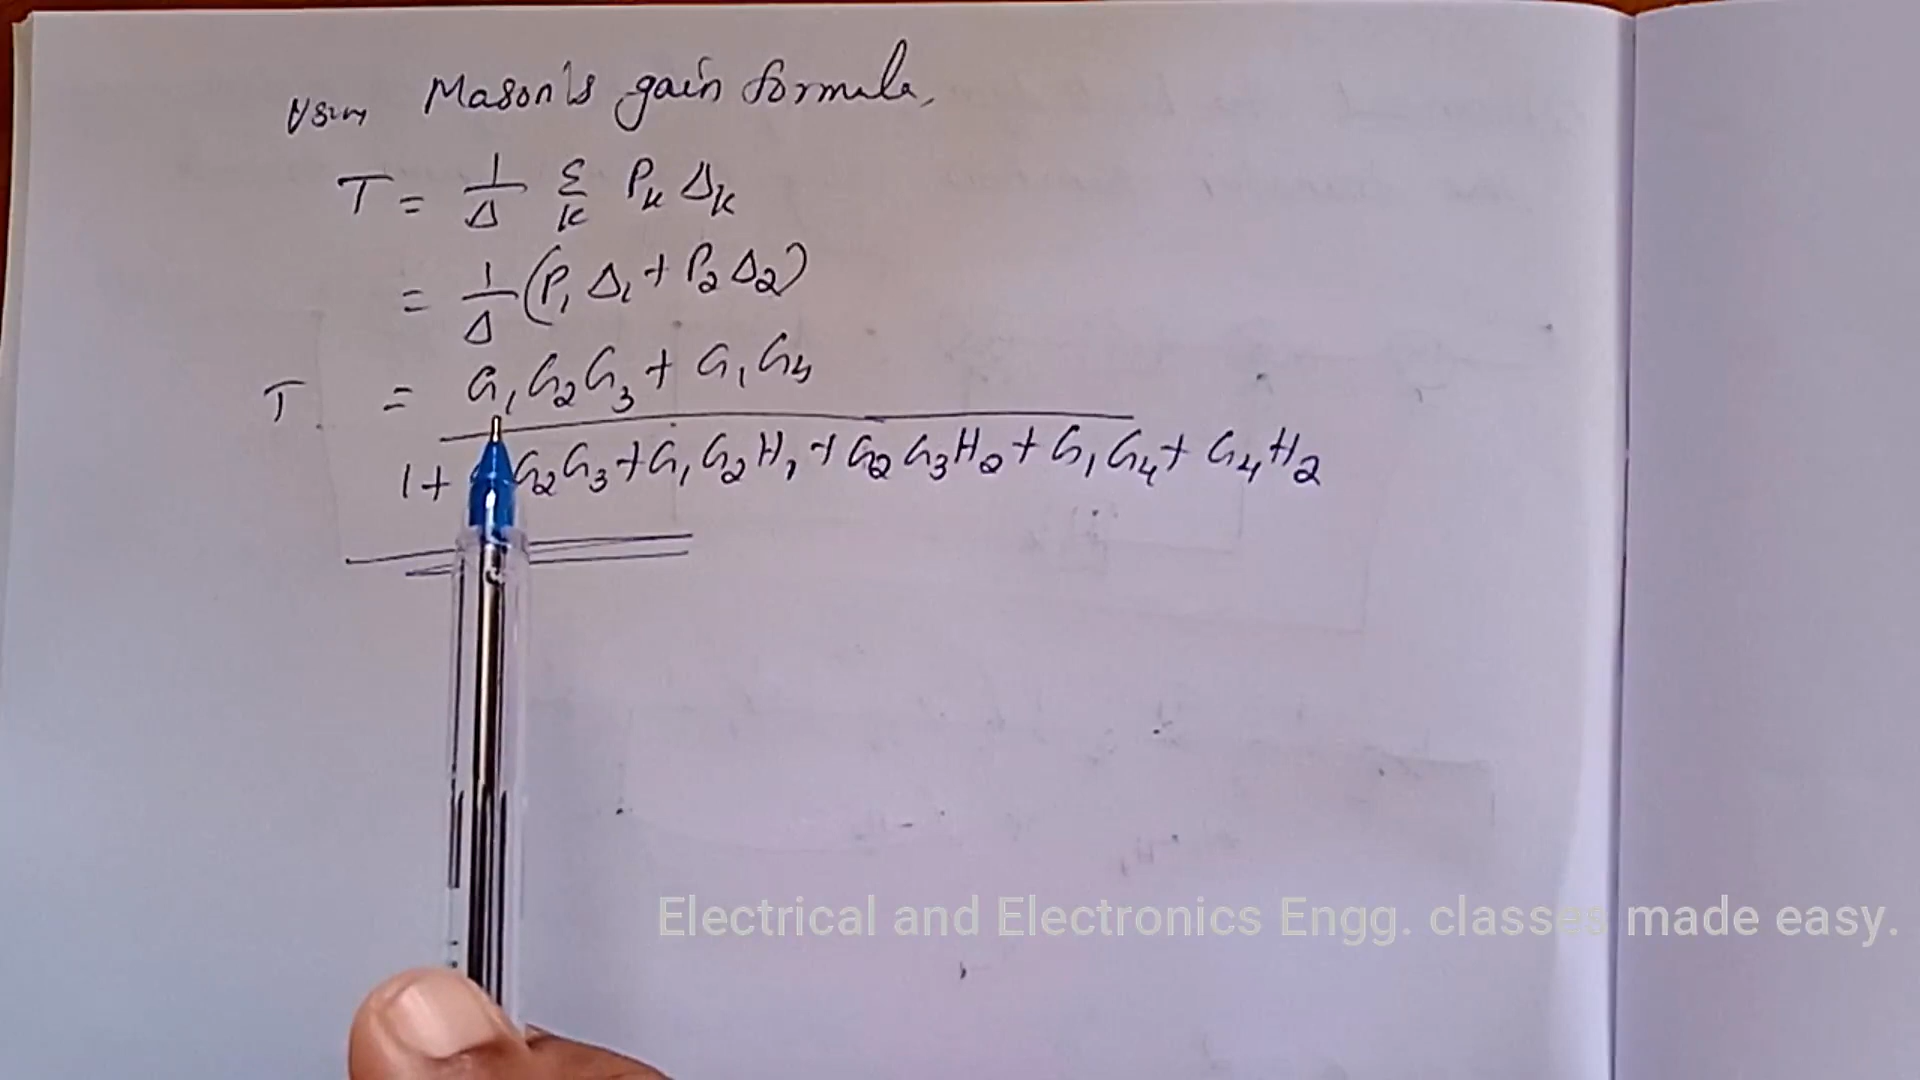 Using Mason's gain formula,
T = 1/Δ Σ_K P_K Δ_K
= 1/Δ (P₁ Δ₁ + P₂ Δ₂)
T = G₁G₂G₃ + G₁G₄
1 + G₂G₃ + G₁G₂H₁ + G₂G₃H₂ + G₁G₄ + G₄H₂
Electrical and Electronics Engg. classes made easy.